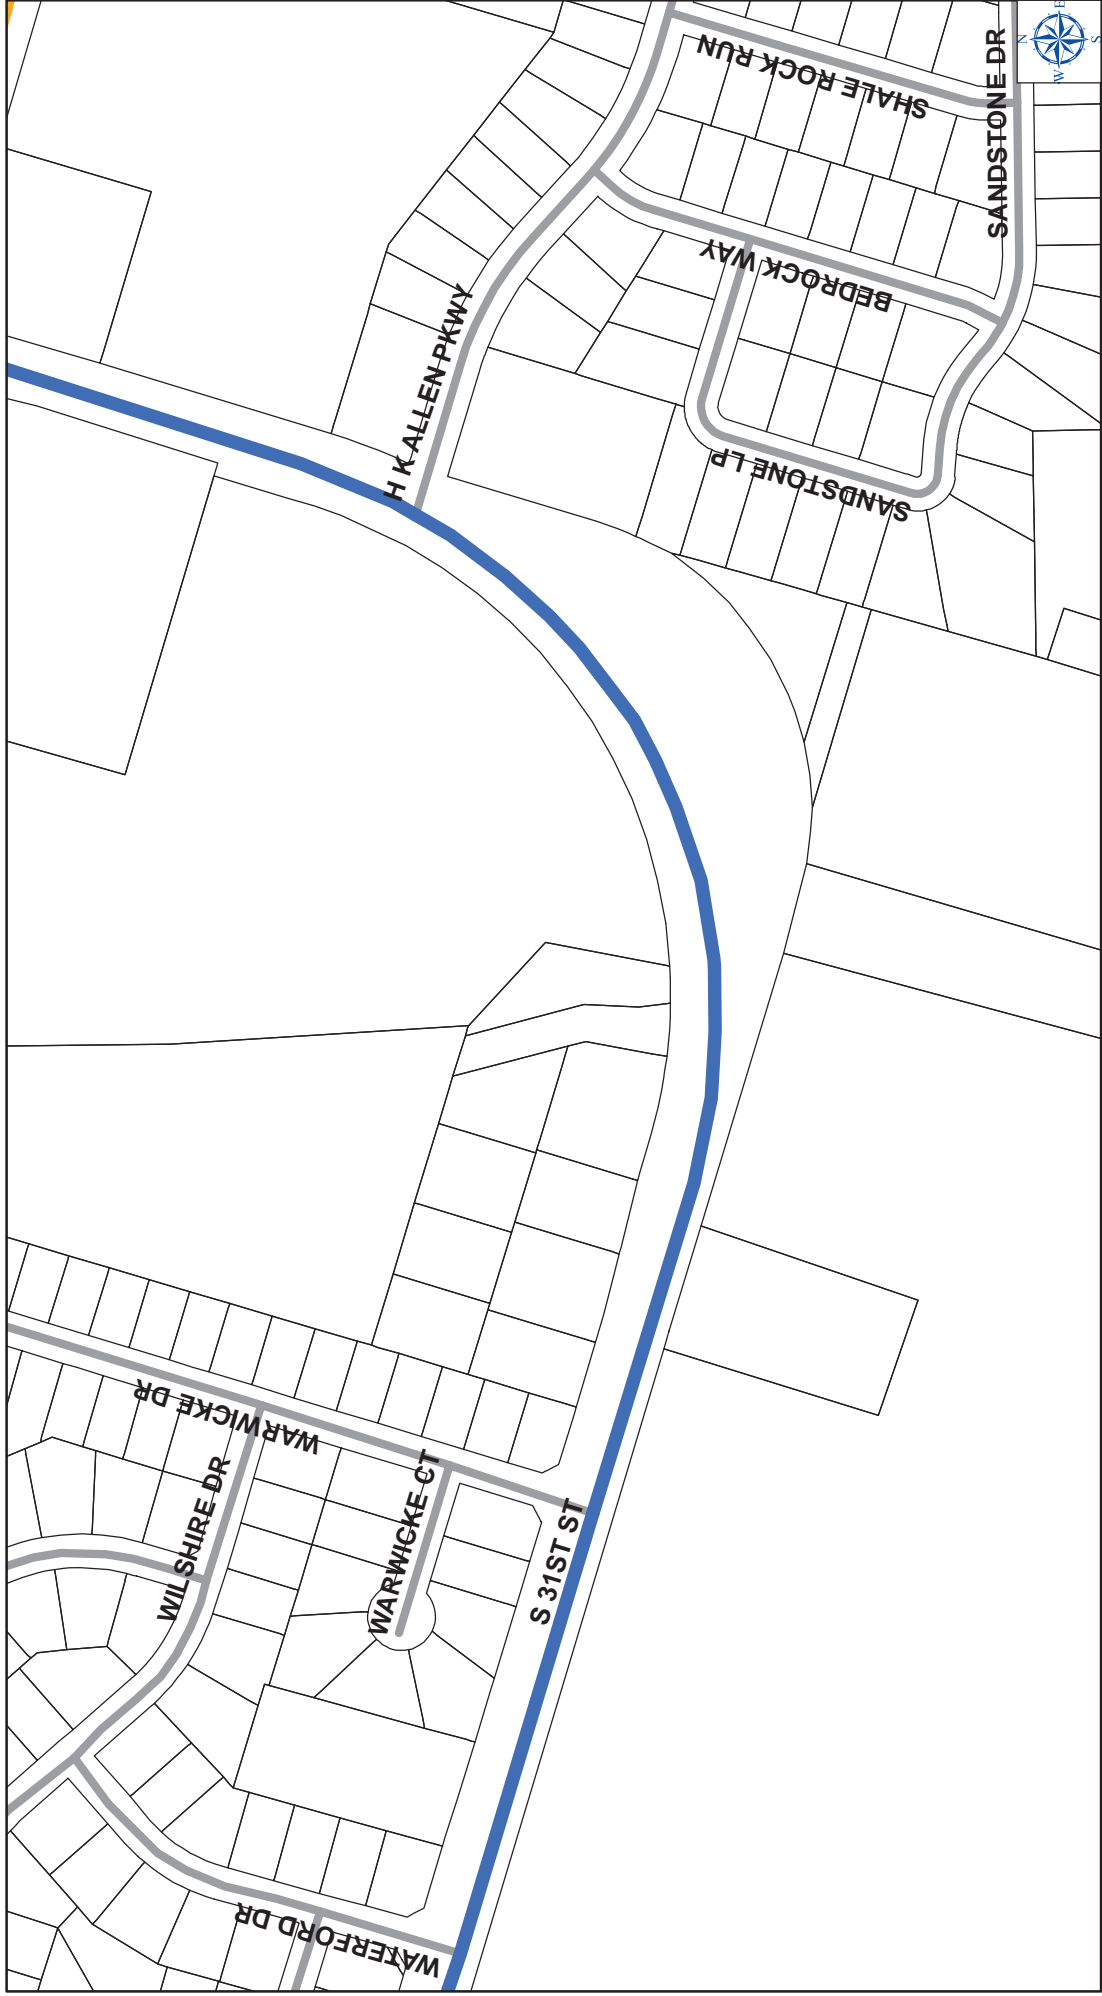 SHALE ROCK RUN
SANDSTONE DR
N
E
S
W
BEDROCK WAY
H K ALLEN PKWY
SANDSTONE LP
WARWICKE DR
WILSHIRE DR
WARWICKE CT
S 31ST ST
WATERFORD DR